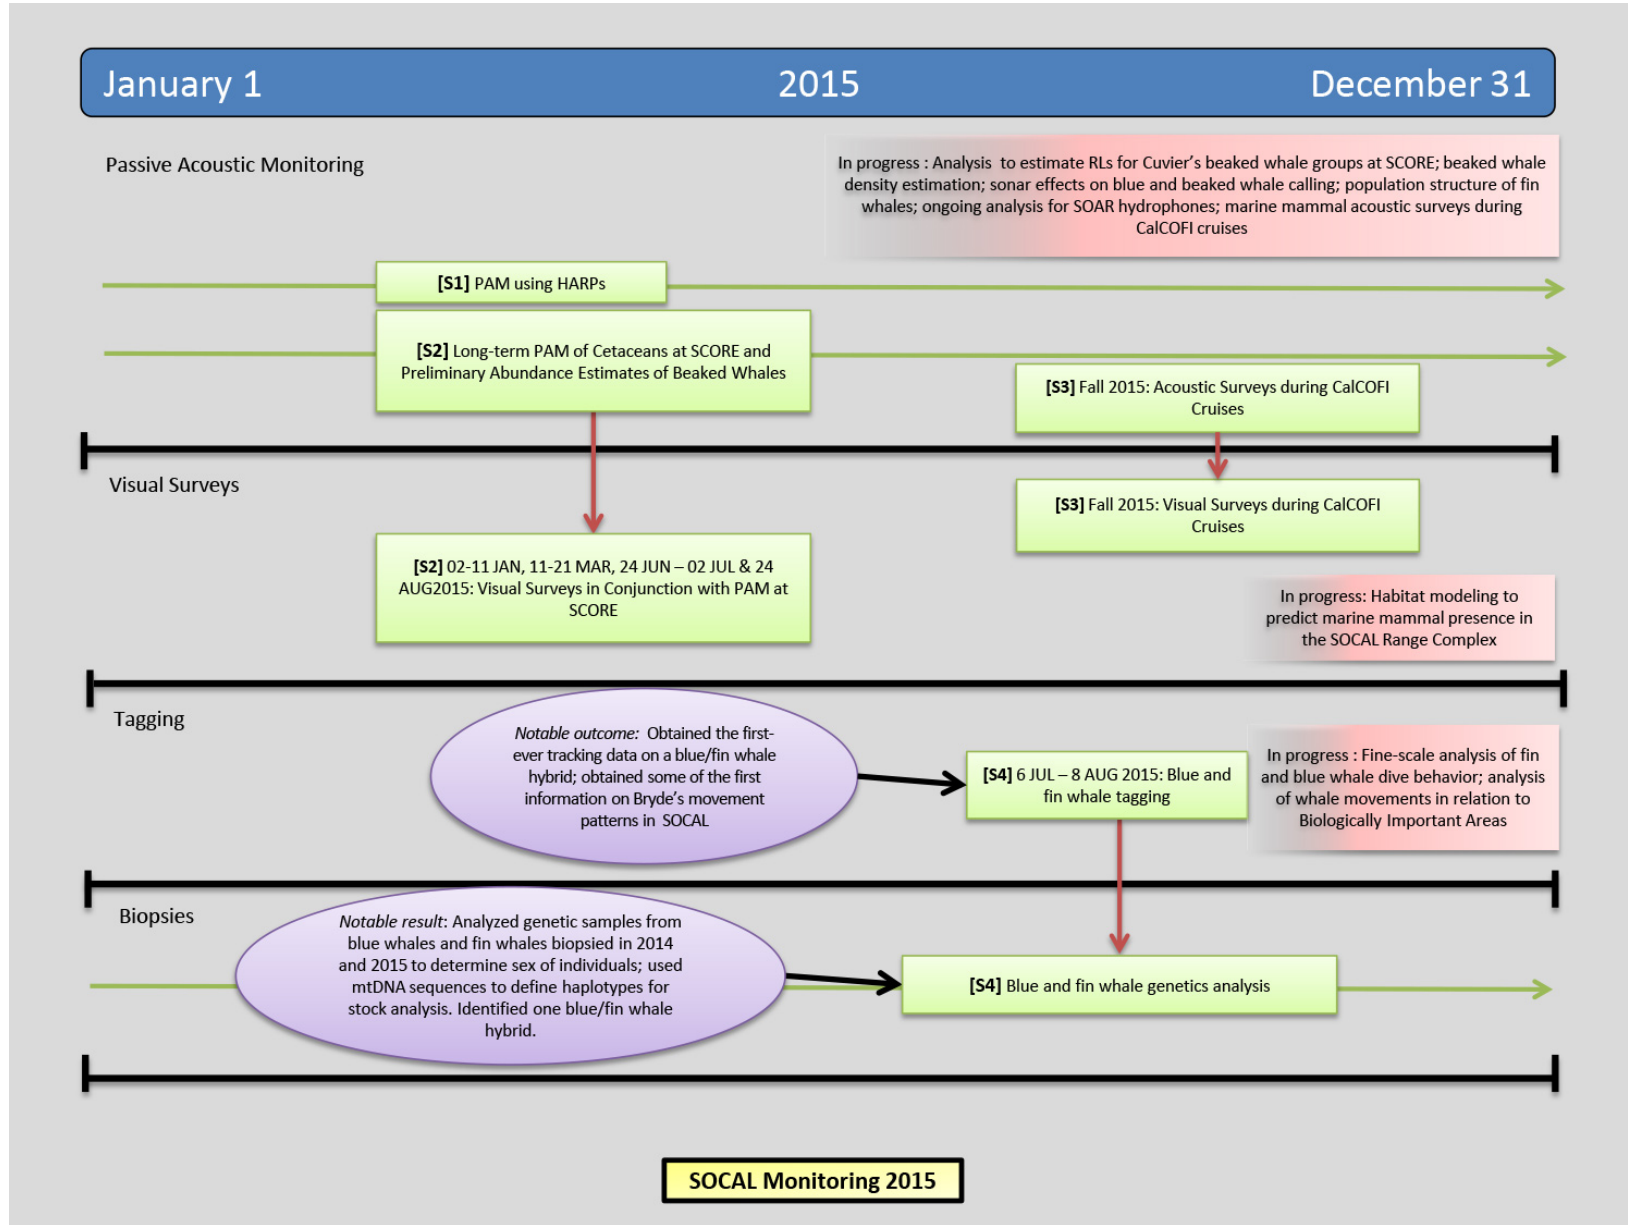 January 1 2015 December 31
Passive Acoustic Monitoring
In progress : Analysis to estimate RLs for Cuvier's beaked whale groups at SCORE; beaked whale
density estimation; sonar effects on blue and beaked whale calling; population structure of fin
whales; ongoing analysis for SOAR hydrophones; marine mammal acoustic surveys during
CalCOFI cruises
[S1] PAM using HARPs
[S2] Long-term PAM of Cetaceans at SCORE and
Preliminary Abundance Estimates of Beaked Whales
[S3] Fall 2015: Acoustic Surveys during CalCOFI
Cruises
Visual Surveys
[S3] Fall 2015: Visual Surveys during CalCOFI
Cruises
[S2] 02-11 JAN, 11-21 MAR, 24 JUN – 02 JUL & 24
AUG2015: Visual Surveys in Conjunction with PAM at
SCORE
In progress: Habitat modeling to
predict marine mammal presence in
the SOCAL Range Complex
Tagging
Notable outcome: Obtained the first-
ever tracking data on a blue/fin whale
hybrid; obtained some of the first
information on Bryde's movement
patterns in SOCAL
[S4] 6 JUL – 8 AUG 2015: Blue and
fin whale tagging
In progress : Fine-scale analysis of fin
and blue whale dive behavior; analysis
of whale movements in relation to
Biologically Important Areas
Biopsies
Notable result: Analyzed genetic samples from
blue whales and fin whales biopsied in 2014
and 2015 to determine sex of individuals; used
mtDNA sequences to define haplotypes for
stock analysis. Identified one blue/fin whale
hybrid.
[S4] Blue and fin whale genetics analysis
SOCAL Monitoring 2015